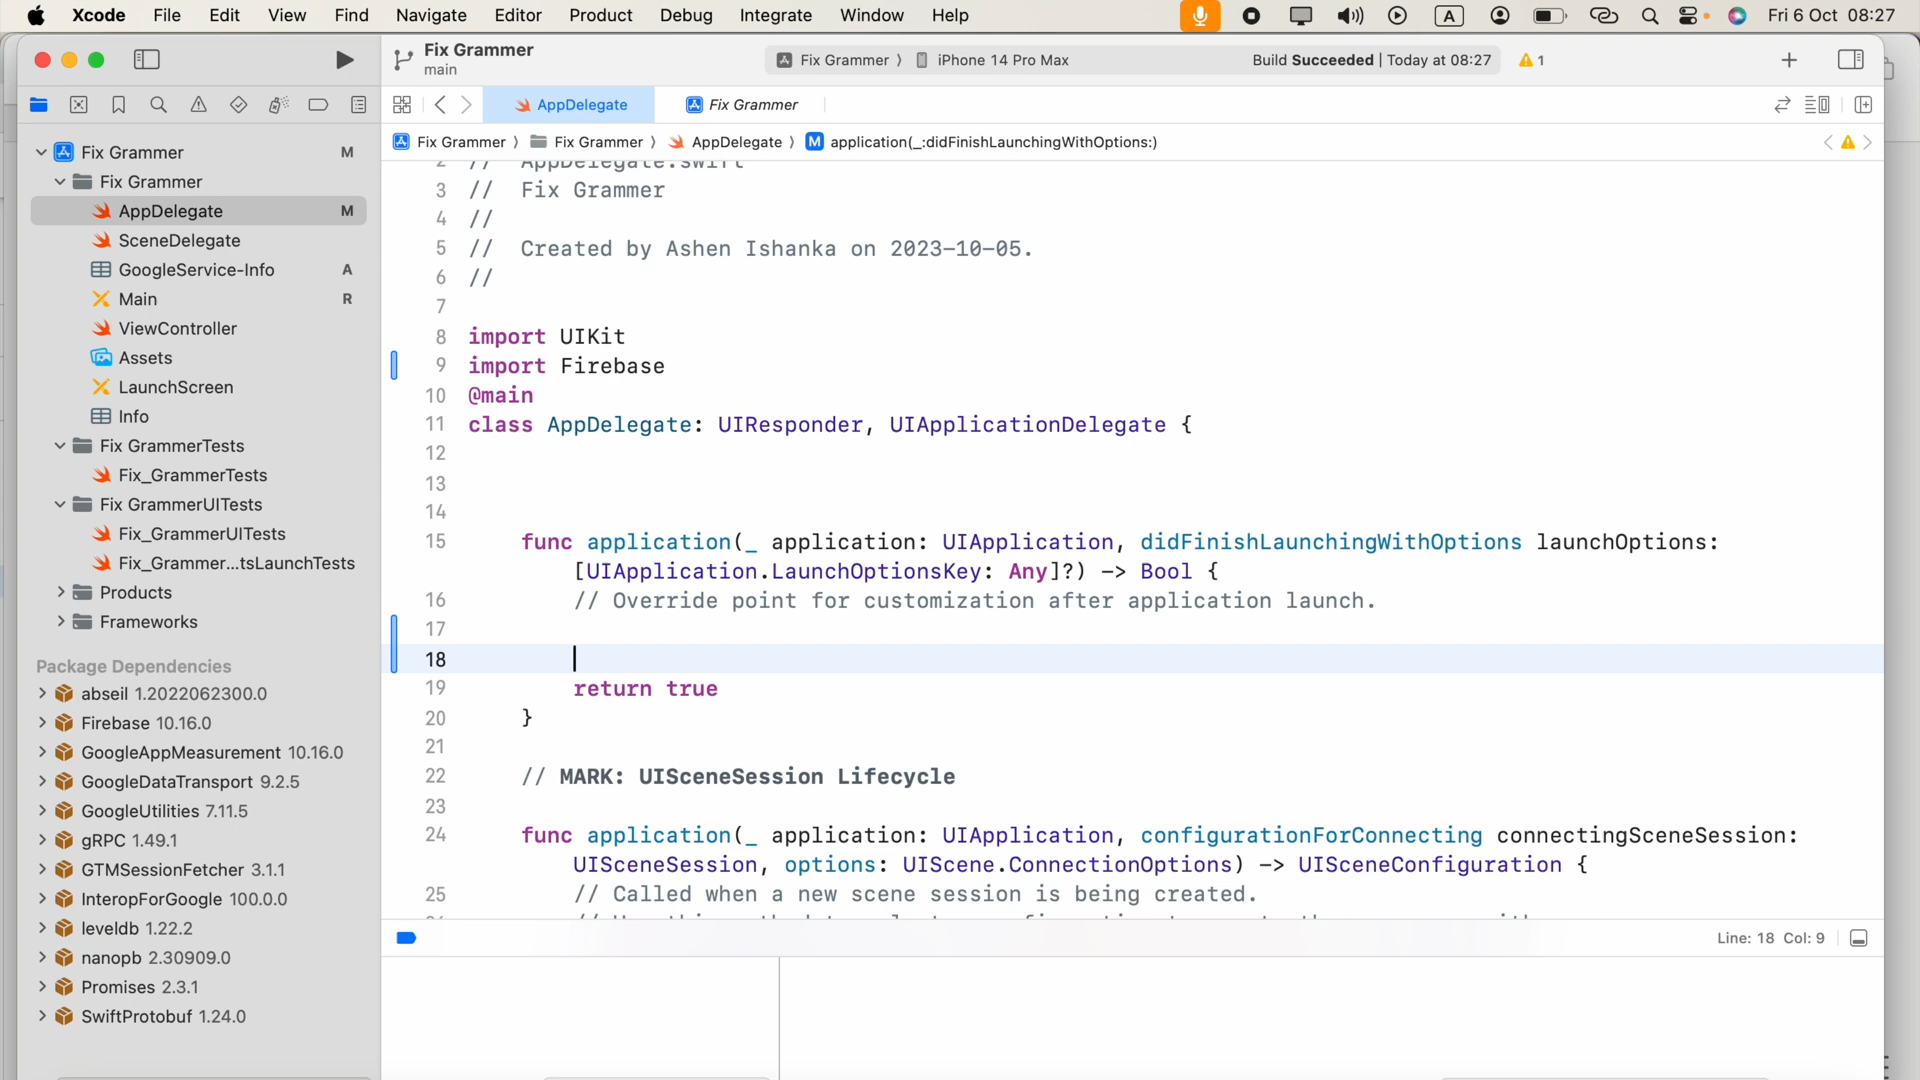 Xcode File Edit View Find Navigate Editor Product Debug Integrate Window Help A Fri 6 Oct 08:27
Fix Grammer
main
Fix Grammer 〉 iPhone 14 Pro Max
Build Succeeded | Today at 08:27
1
AppDelegate
Fix Grammer
Fix Grammer 〉 Fix Grammer 〉 AppDelegate 〉 M application(_:didFinishLaunchingWithOptions:)
Fix Grammer M
Fix Grammer
AppDelegate M
SceneDelegate
GoogleService-Info A
Main R
ViewController
Assets
LaunchScreen
Info
Fix GrammerTests
Fix_GrammerTests
Fix GrammerUITests
Fix_GrammerUITests
Fix_Grammer...tsLaunchTests
Products
Frameworks
Package Dependencies
abseil 1.2022062300.0
Firebase 10.16.0
GoogleAppMeasurement 10.16.0
GoogleDataTransport 9.2.5
GoogleUtilities 7.11.5
gRPC 1.49.1
GTMSessionFetcher 3.1.1
InteropForGoogle 100.0.0
leveldb 1.22.2
nanopb 2.30909.0
Promises 2.3.1
SwiftProtobuf 1.24.0
2 // AppDelegate.swift
3 // Fix Grammer
4 //
5 // Created by Ashen Ishanka on 2023-10-05.
6 //
7
8 import UIKit
9 import Firebase
10 @main
11 class AppDelegate: UIResponder, UIApplicationDelegate {
12
13
14
15 func application(_ application: UIApplication, didFinishLaunchingWithOptions launchOptions:
[UIApplication.LaunchOptionsKey: Any]?) -> Bool {
16 // Override point for customization after application launch.
17
18
19 return true
20 }
21
22 // MARK: UISceneSession Lifecycle
23
24 func application(_ application: UIApplication, configurationForConnecting connectingSceneSession:
UISceneSession, options: UIScene.ConnectionOptions) -> UISceneConfiguration {
25 // Called when a new scene session is being created.
Line: 18 Col: 9